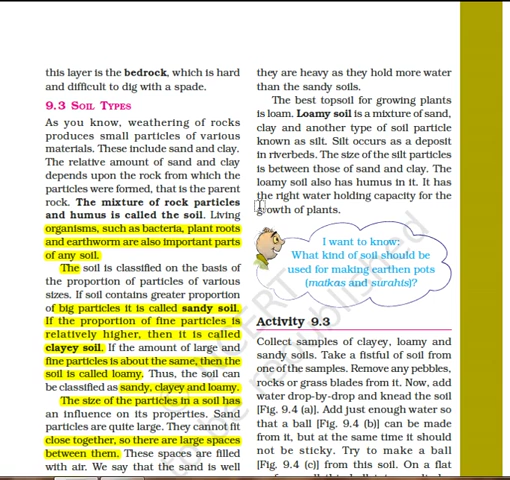 this layer is the bedrock, which is hard
and difficult to dig with a spade.
9.3 SOIL TYPES
As you know, weathering of rocks
produces small particles of various
materials. These include sand and clay.
The relative amount of sand and clay
depends upon the rock from which the
particles were formed, that is the parent
rock. The mixture of rock particles
and humus is called the soil. Living
organisms, such as bacteria, plant roots
and earthworm are also important parts
of any soil.
The soil is classified on the basis of
the proportion of particles of various
sizes. If soil contains greater proportion
of big particles it is called sandy soil.
If the proportion of fine particles is
relatively higher, then it is called
clayey soil. If the amount of large and
fine particles is about the same, then the
soil is called loamy. Thus, the soil can
be classified as sandy, clayey and loamy.
The size of the particles in a soil has
an influence on its properties. Sand
particles are quite large. They cannot fit
close together, so there are large spaces
between them. These spaces are filled
with air. We say that the sand is well
they are heavy as they hold more water
than the sandy soils.
The best topsoil for growing plants
is loam. Loamy soil is a mixture of sand,
clay and another type of soil particle
known as silt. Silt occurs as a deposit
in riverbeds. The size of the silt particles
is between those of sand and clay. The
loamy soil also has humus in it. It has
the right water holding capacity for the
growth of plants.
I want to know:
What kind of soil should be
used for making earthen pots
(matkas and surahis)?
Activity 9.3
Collect samples of clayey, loamy and
sandy soils. Take a fistful of soil from
one of the samples. Remove any pebbles,
rocks or grass blades from it. Now, add
water drop-by-drop and knead the soil
[Fig. 9.4 (a)]. Add just enough water so
that a ball [Fig. 9.4 (b)] can be made
from it, but at the same time it should
not be sticky. Try to make a ball
[Fig. 9.4 (c)] from this soil. On a flat